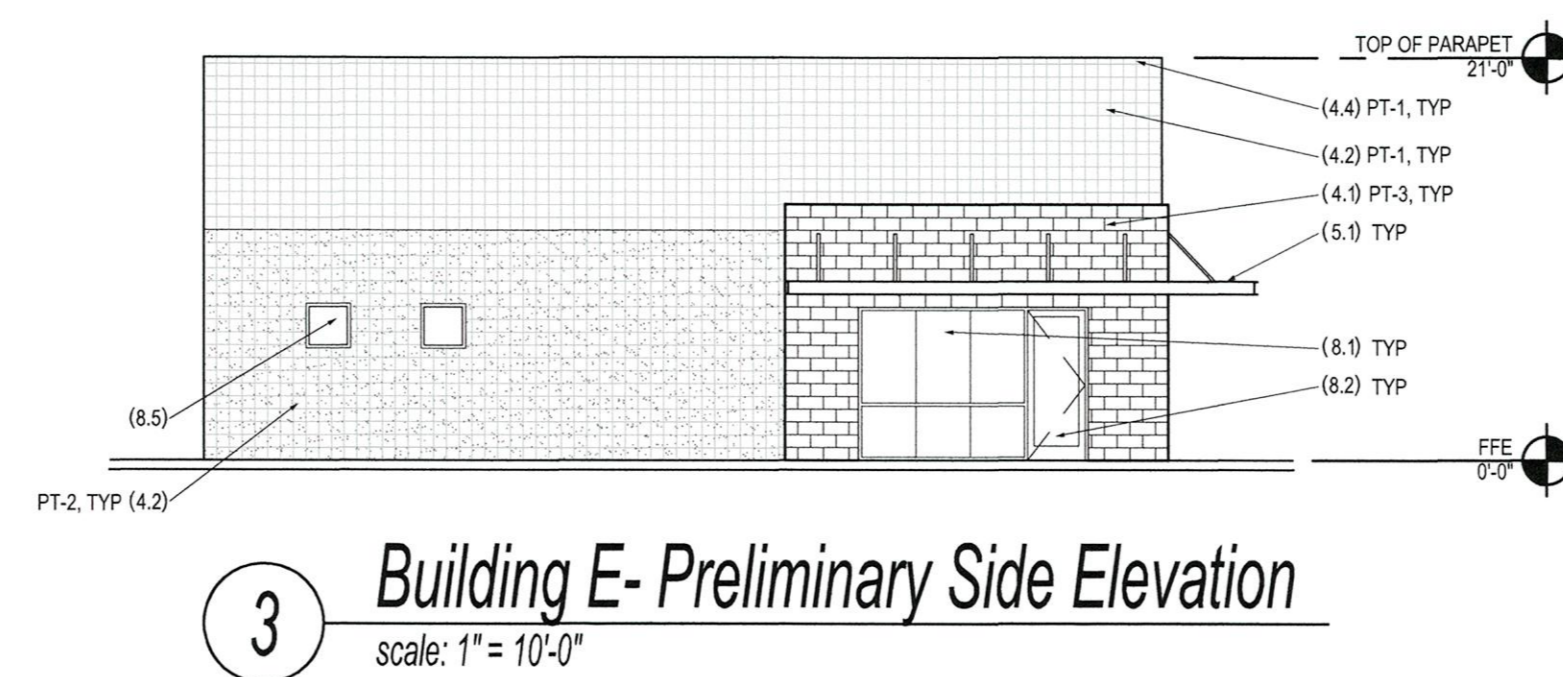 TOP OF PARAPET
21'-0"
(4.4) PT-1, TYP
(4.2) PT-1, TYP
(4.1) PT-3, TYP
(5.1) TYP
(8.1) TYP
(8.2) TYP
(8.5)
FFE
0'-0"
PT-2, TYP (4.2)
3
Building E- Preliminary Side Elevation
scale: 1" = 10'-0"